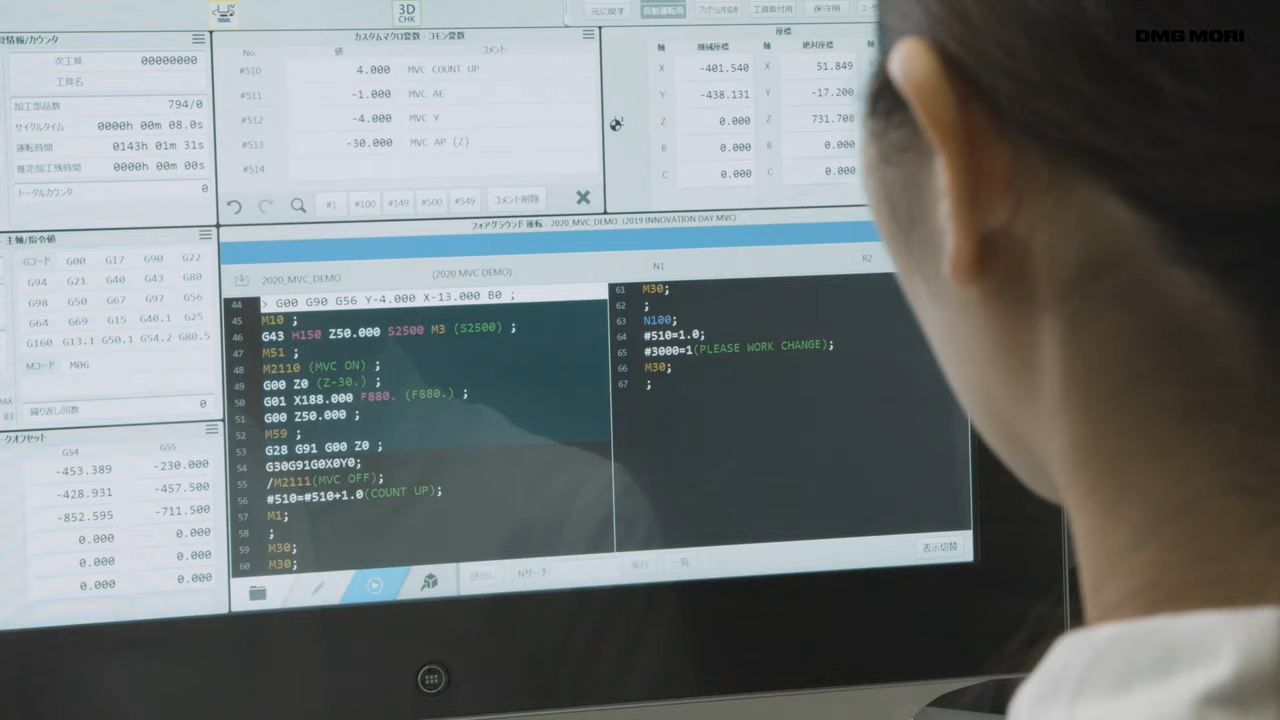 3D
CHK
元に戻す 自動運転用 プログラム作成用 工具取付用 保守用
DMG MORI
情報/カウンタ
次工具 00000000
工具名
加工部品数 794/0
サイクルタイム 0000h 00m 08.0s
運転時間 0143h 01m 31s
推定加工残時間 0000h 00m 00s
トータルカウンタ 0
カスタムマクロ変数 - コモン変数
No. 値 コメント
#510 4.000 MVC COUNT UP
#511 -1.000 MVC AE
#512 -4.000 MVC Y
#513 -30.000 MVC AP (Z)
#514
#1 #100 #149 #500 #549 コメント削除
座標
軸 機械座標 軸 絶対座標 軸
X -401.540 X 51.849
Y -438.131 Y -17.200
Z 0.000 Z 731.708
B 0.000 B 0.000
C 0.000 C 0.000
主軸/指令値
Gコード G00 G17 G90 G22
G94 G21 G40 G43 G80
G98 G50 G67 G97 G56
G64 G69 G15 G40.1 G25
G160 G13.1 G50.1 G54.2 G80.5
Mコード M06
MAX
83
繰り返し回数 0
クオフセット
G54 G55
-453.389 -230.000
-428.931 -457.500
-852.595 -711.500
0.000 0.000
0.000 0.000
0.000 0.000
フォアグラウンド運転 - 2020_MVC_DEMO (2019 INNOVATION DAY MVC)
2020_MVC_DEMO (2020 MVC DEMO) N1 R2
44 > G00 G90 G56 Y-4.000 X-13.000 B0 ;
45 M10 ;
46 G43 H150 Z50.000 S2500 M3 (S2500) ;
47 M51 ;
48 M2110 (MVC ON) ;
49 G00 Z0 (Z-30.) ;
50 G01 X188.000 F880. (F880.) ;
51 G00 Z50.000 ;
52 M59 ;
53 G28 G91 G00 Z0 ;
54 G30G91G0X0Y0;
55 /M2111(MVC OFF);
56 #510=#510+1.0(COUNT UP);
57 M1;
58 ;
59 M30;
60 M30;
61 M30;
62 ;
63 N100;
64 #510=1.0;
65 #3000=1(PLEASE WORK CHANGE);
66 M30;
67 ;
Nサーチ 実行 一覧 表示切替